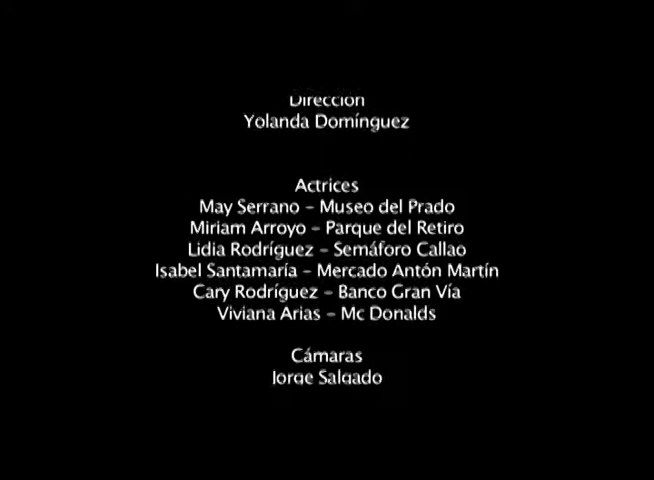 Dirección
Yolanda Domínguez
Actrices
May Serrano - Museo del Prado
Miriam Arroyo - Parque del Retiro
Lidia Rodríguez - Semáforo Callao
Isabel Santamaría - Mercado Antón Martín
Cary Rodríguez - Banco Gran Vía
Viviana Arias - Mc Donalds
Cámaras
Jorge Salgado